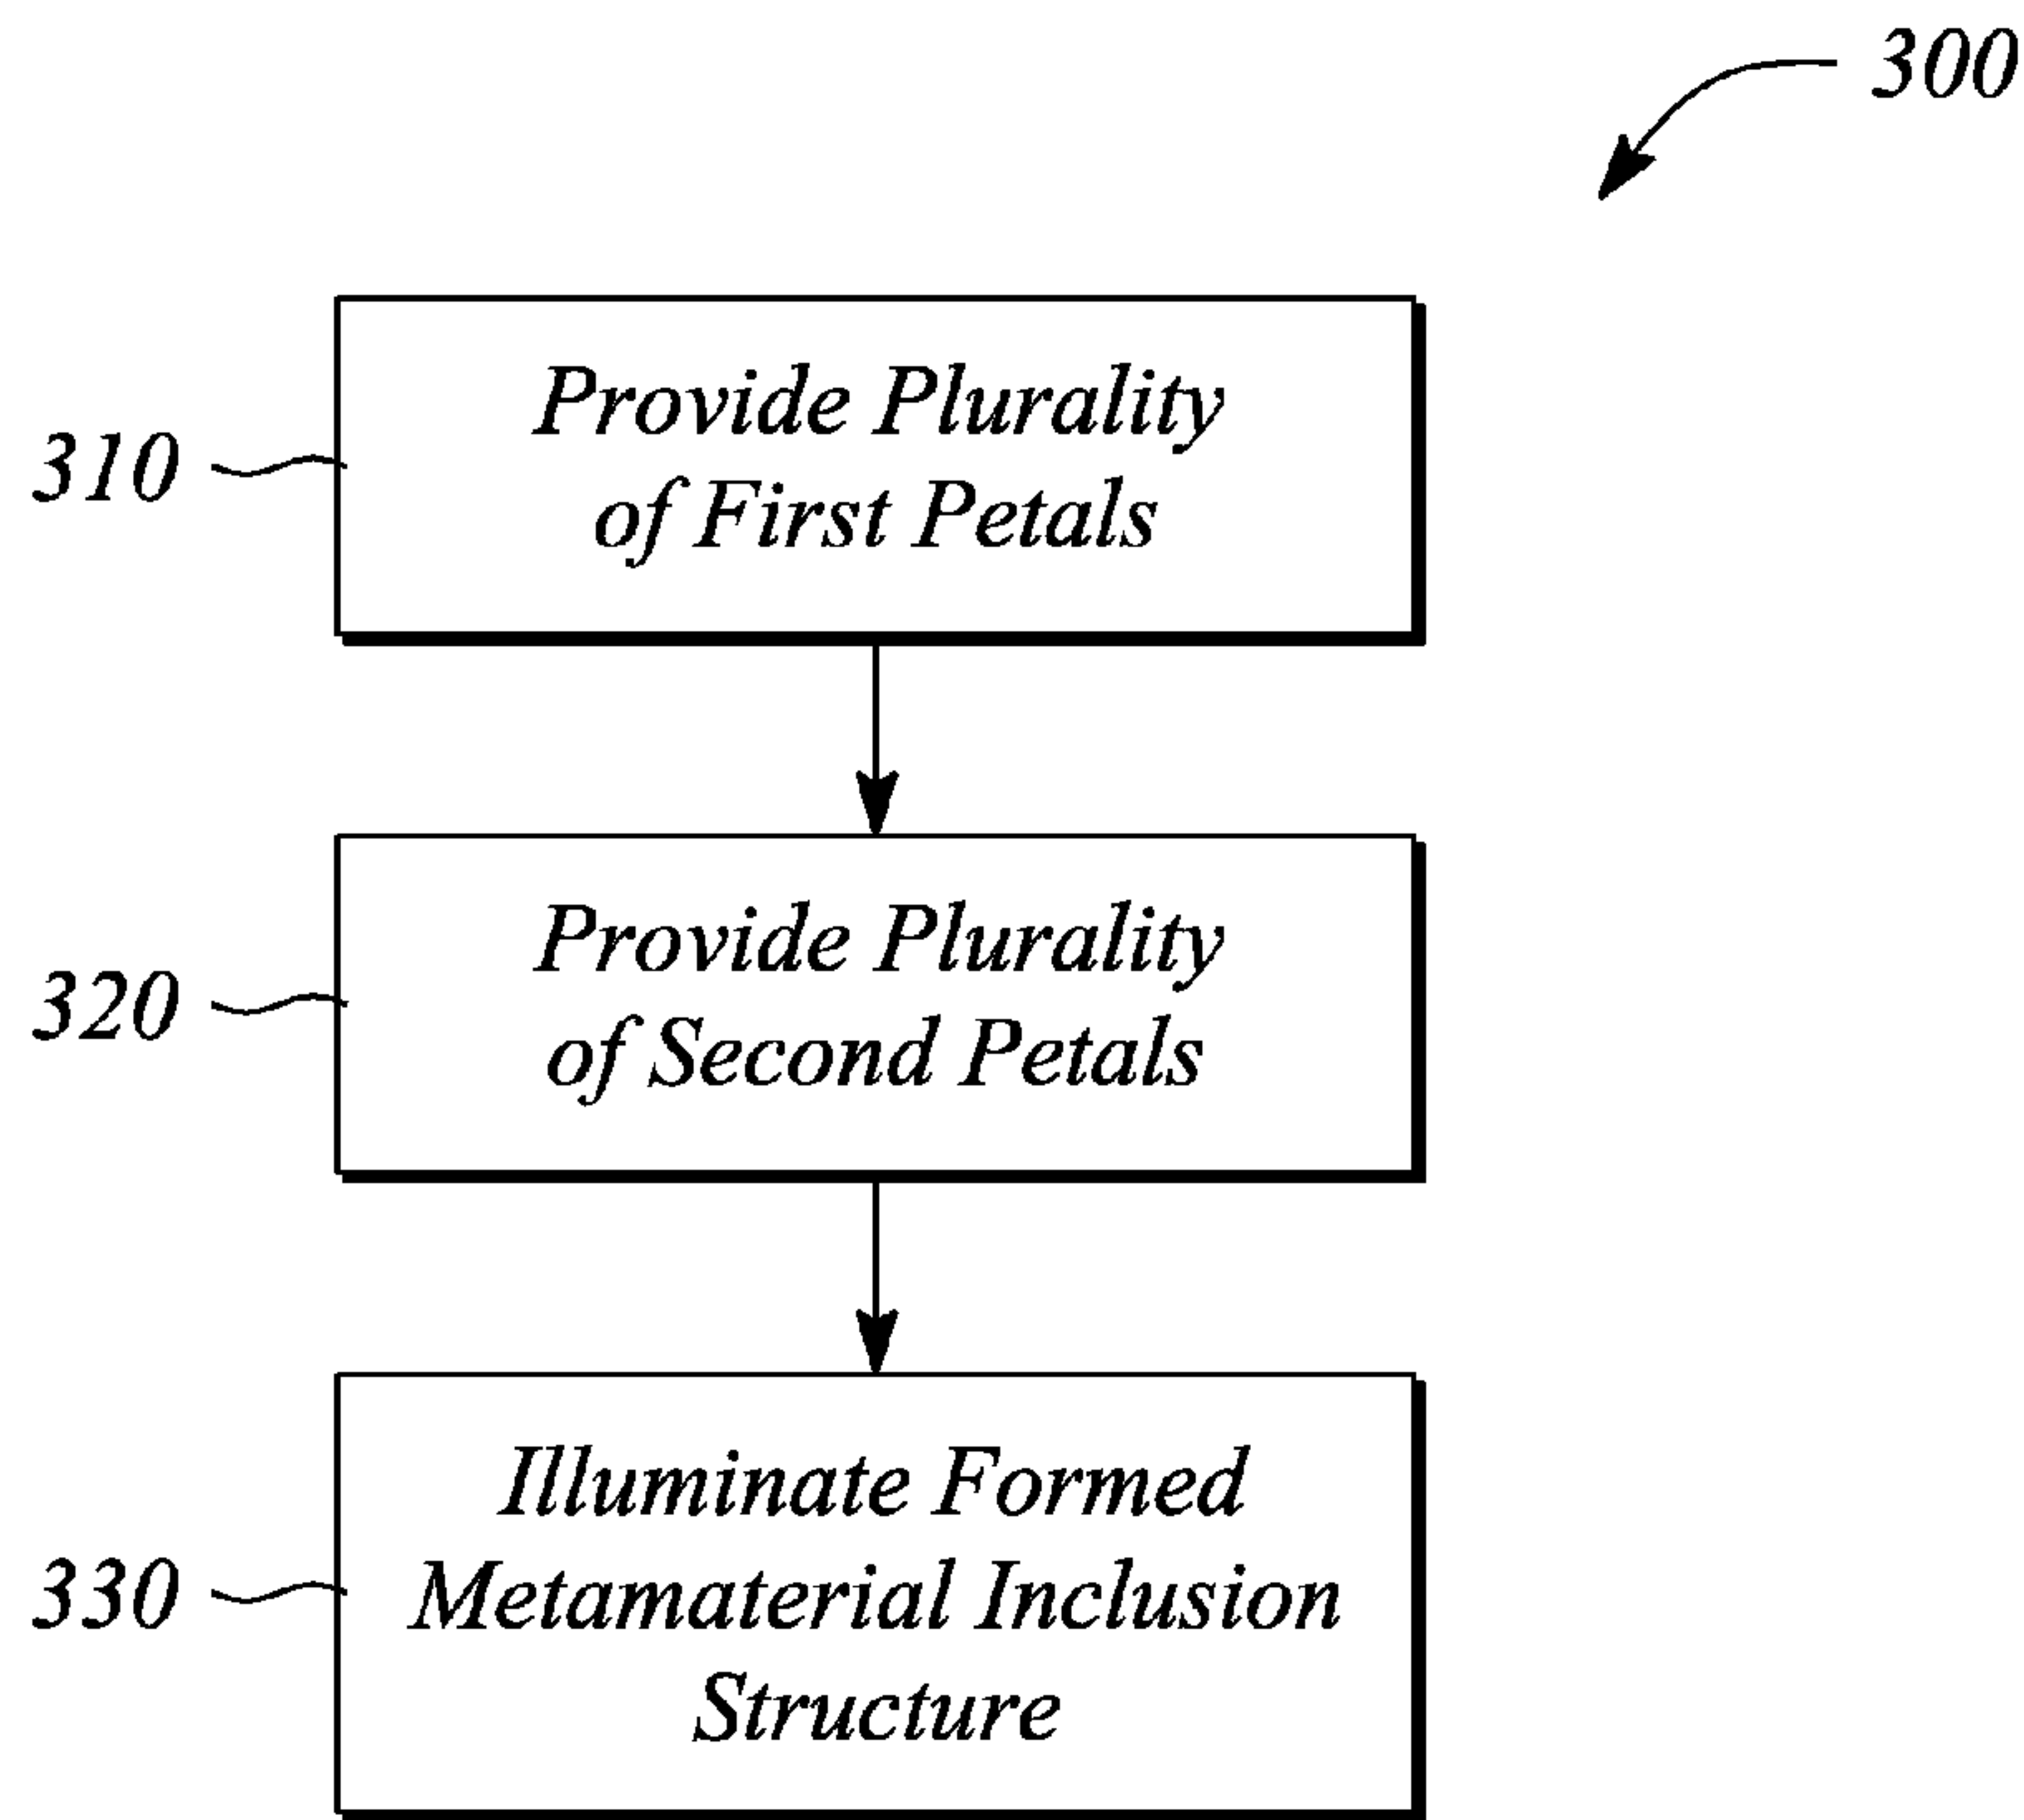 300
310
Provide Plurality
of First Petals
320
Provide Plurality
of Second Petals
330
Illuminate Formed
Metamaterial Inclusion
Structure